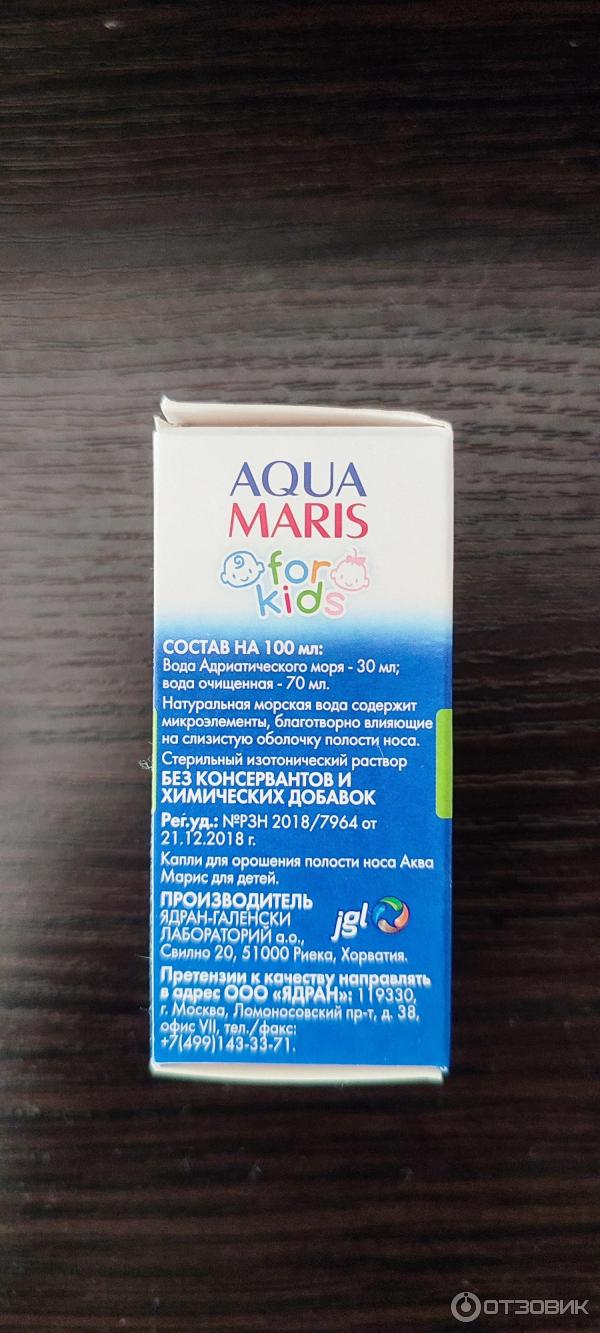 AQUA
MARIS
for
kids
СОСТАВ НА 100 мл:
Вода Адриатического моря - 30 мл;
вода очищенная - 70 мл.
Натуральная морская вода содержит
микроэлементы, благотворно влияющие
на слизистую оболочку полости носа.
Стерильный изотонический раствор
БЕЗ КОНСЕРВАНТОВ И
ХИМИЧЕСКИХ ДОБАВОК
Рег.уд.: №РЗН 2018/7964 от
21.12.2018 г.
Капли для орошения полости носа Аква
Марис для детей.
ПРОИЗВОДИТЕЛЬ
ЯДРАН-ГАЛЕНСКИ
ЛАБОРАТОРИЙ a.o.,
Свилно 20, 51000 Риека, Хорватия.
jgl
Претензии к качеству направлять
в адрес ООО «ЯДРАН»: 119330,
г. Москва, Ломоносовский пр-т, д. 38,
офис VII, тел./факс:
+7(499)143-33-71.
ОТЗОВИК